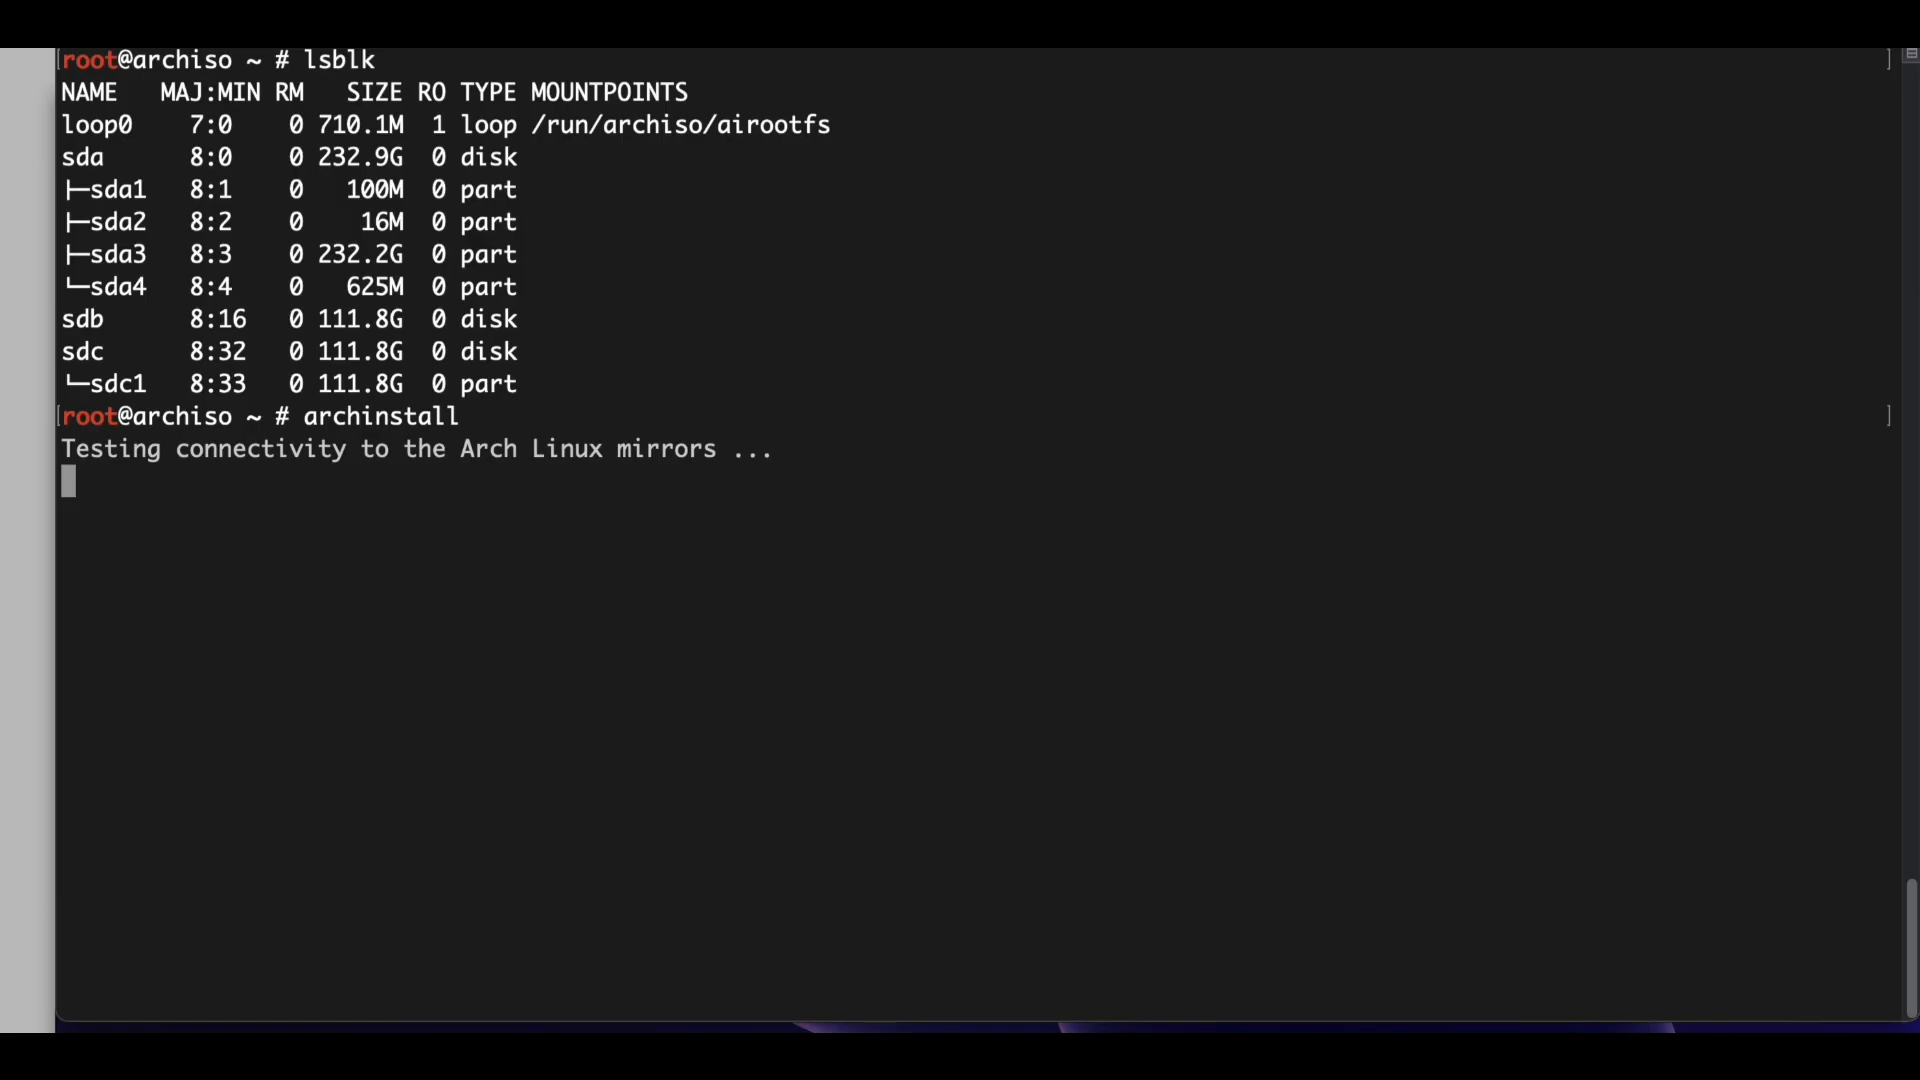 root@archiso ~ # lsblk
NAME   MAJ:MIN RM   SIZE RO TYPE MOUNTPOINTS
loop0    7:0    0 710.1M  1 loop /run/archiso/airootfs
sda      8:0    0 232.9G  0 disk
├─sda1   8:1    0   100M  0 part
├─sda2   8:2    0    16M  0 part
├─sda3   8:3    0 232.2G  0 part
└─sda4   8:4    0   625M  0 part
sdb      8:16   0 111.8G  0 disk
sdc      8:32   0 111.8G  0 disk
└─sdc1   8:33   0 111.8G  0 part
root@archiso ~ # archinstall
Testing connectivity to the Arch Linux mirrors ...